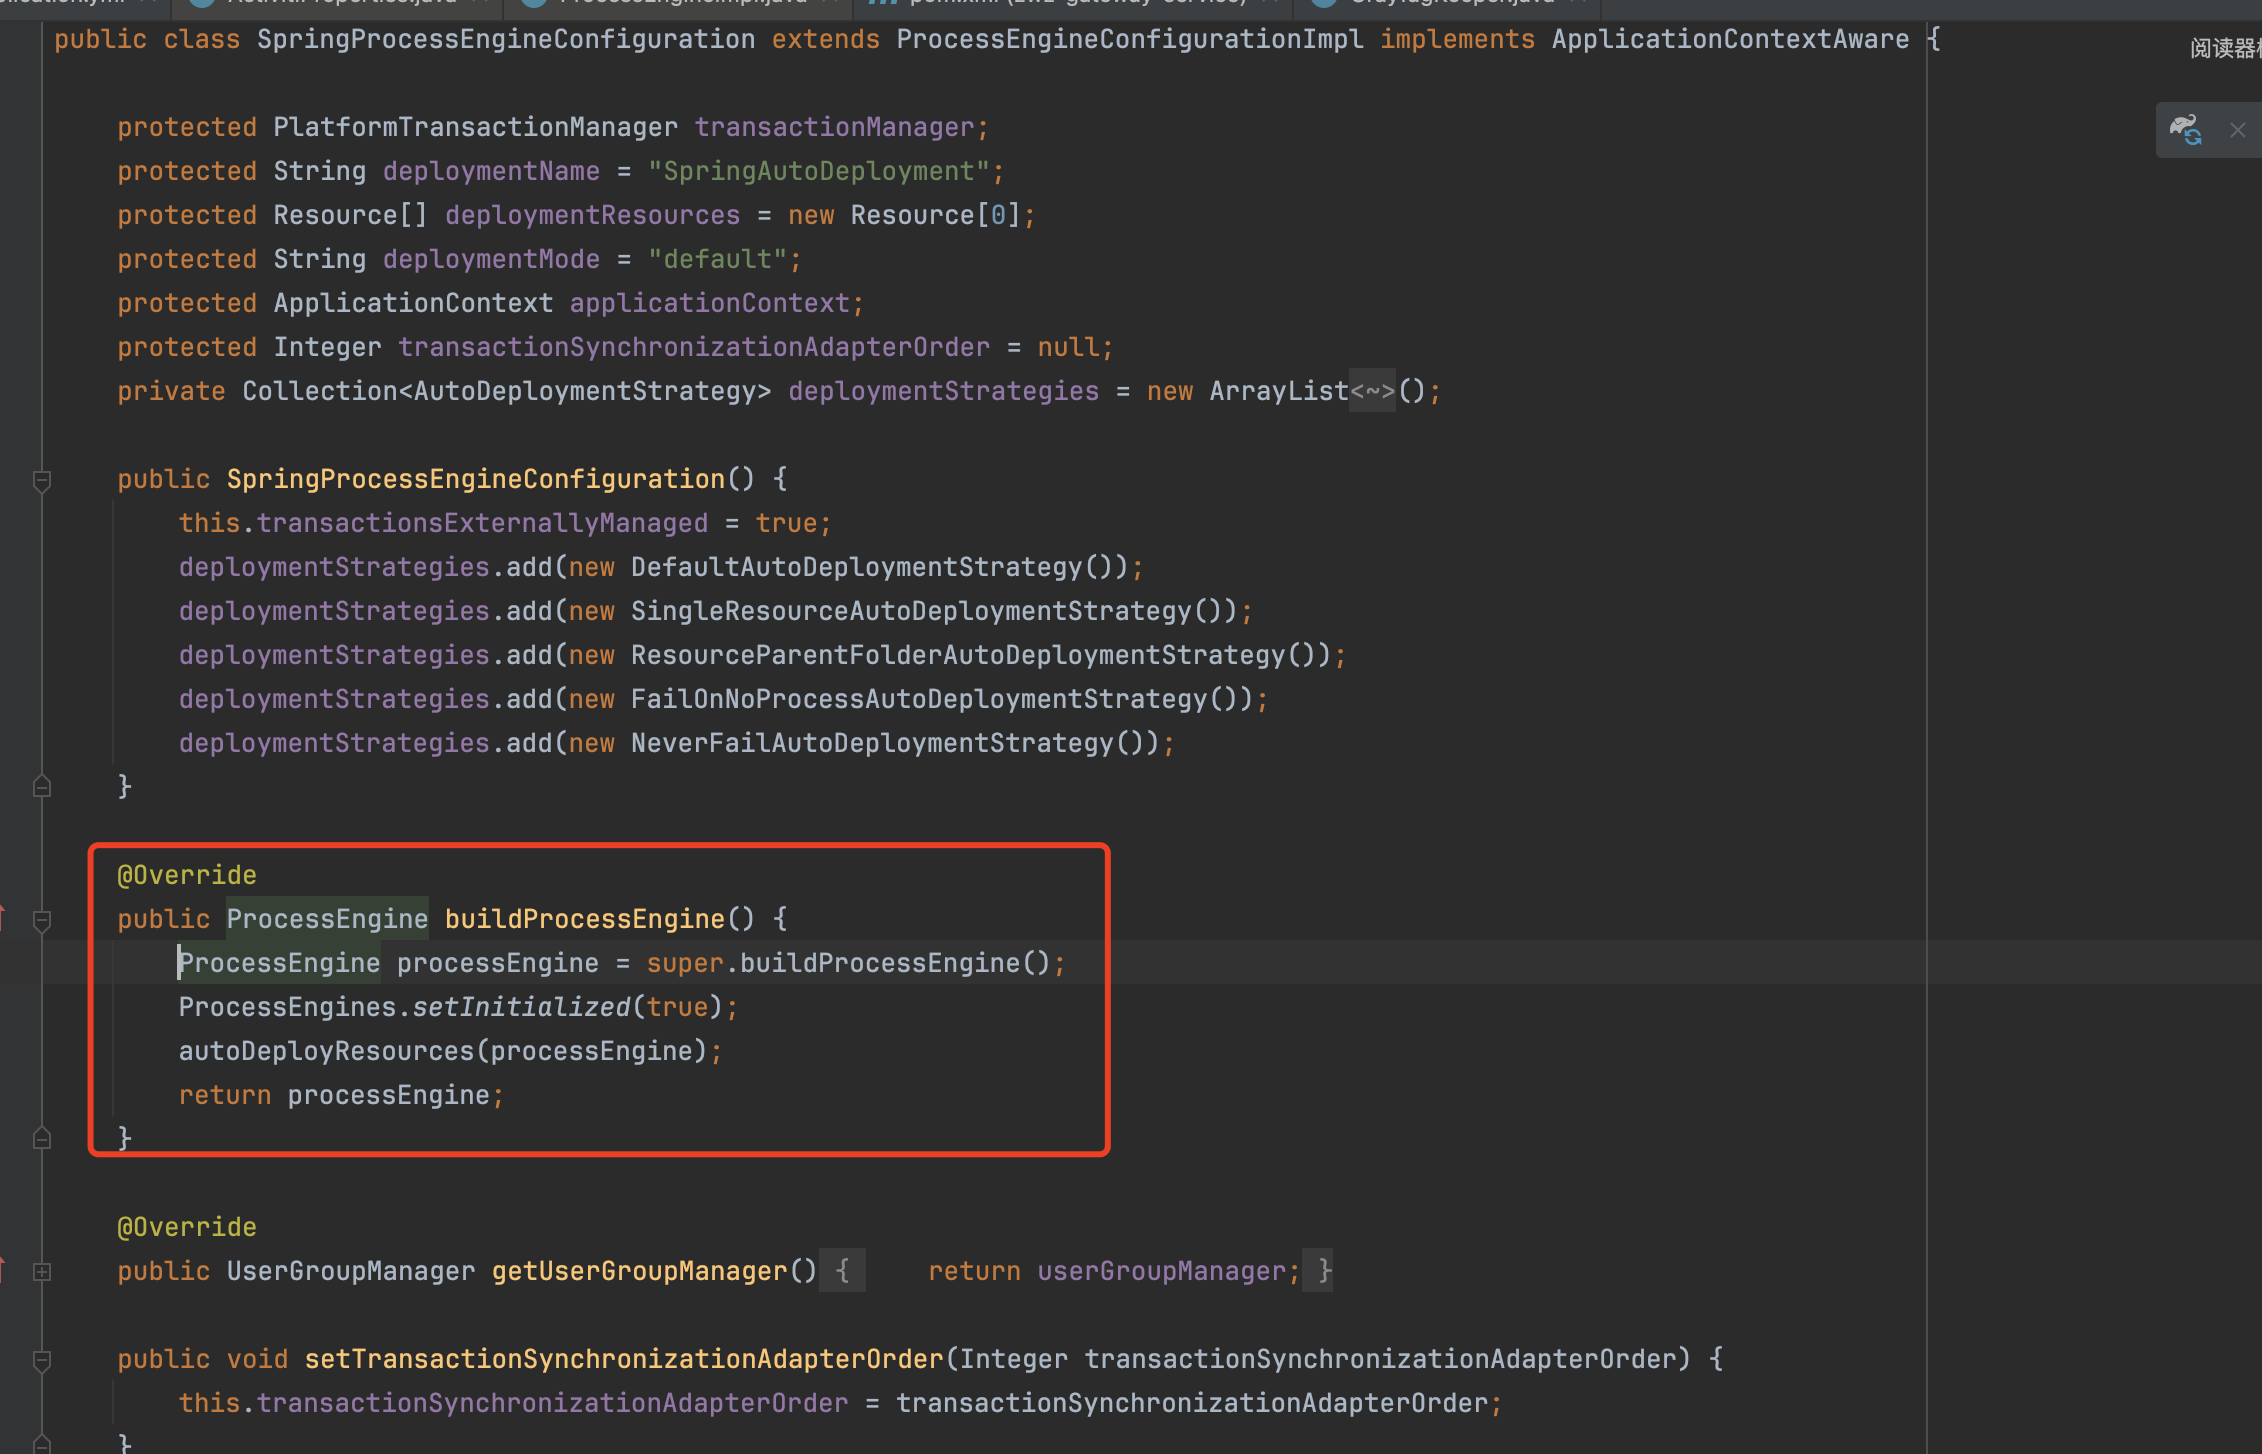 public class SpringProcessEngineConfiguration extends ProcessEngineConfigurationImpl implements ApplicationContextAware {
阅读器
protected PlatformTransactionManager transactionManager;
protected String deploymentName = "SpringAutoDeployment";
protected Resource[] deploymentResources = new Resource[0];
protected String deploymentMode = "default";
protected ApplicationContext applicationContext;
protected Integer transactionSynchronizationAdapterOrder = null;
private Collection<AutoDeploymentStrategy> deploymentStrategies = new ArrayList<~>();
public SpringProcessEngineConfiguration() {
this.transactionsExternallyManaged = true;
deploymentStrategies.add(new DefaultAutoDeploymentStrategy());
deploymentStrategies.add(new SingleResourceAutoDeploymentStrategy());
deploymentStrategies.add(new ResourceParentFolderAutoDeploymentStrategy());
deploymentStrategies.add(new FailOnNoProcessAutoDeploymentStrategy());
deploymentStrategies.add(new NeverFailAutoDeploymentStrategy());
}
@Override
public ProcessEngine buildProcessEngine() {
ProcessEngine processEngine = super.buildProcessEngine();
ProcessEngines.setInitialized(true);
autoDeployResources(processEngine);
return processEngine;
}
@Override
public UserGroupManager getUserGroupManager() { return userGroupManager; }
public void setTransactionSynchronizationAdapterOrder(Integer transactionSynchronizationAdapterOrder) {
this.transactionSynchronizationAdapterOrder = transactionSynchronizationAdapterOrder;
}